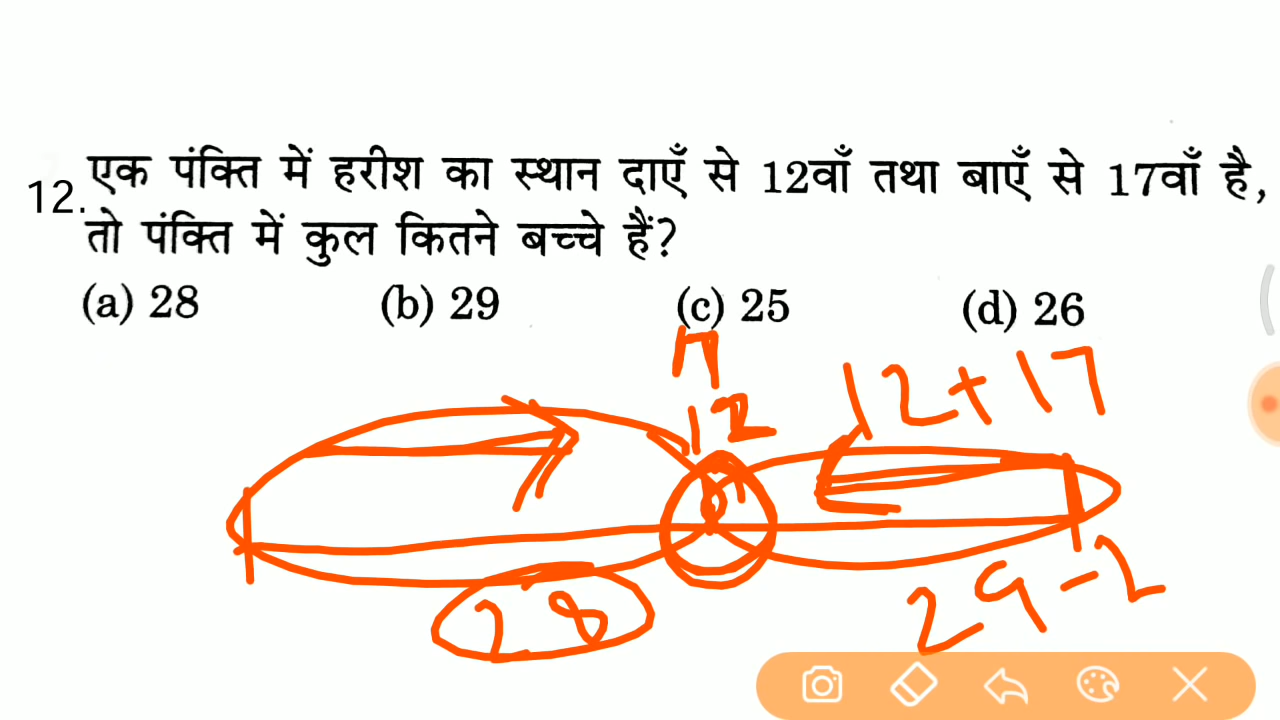 12. एक पंक्ति में हरीश का स्थान दाएँ से 12वाँ तथा बाएँ से 17वाँ है,
तो पंक्ति में कुल कितने बच्चे हैं?
(a) 28 (b) 29 (c) 25 (d) 26
17
12
12+17
29-2
28